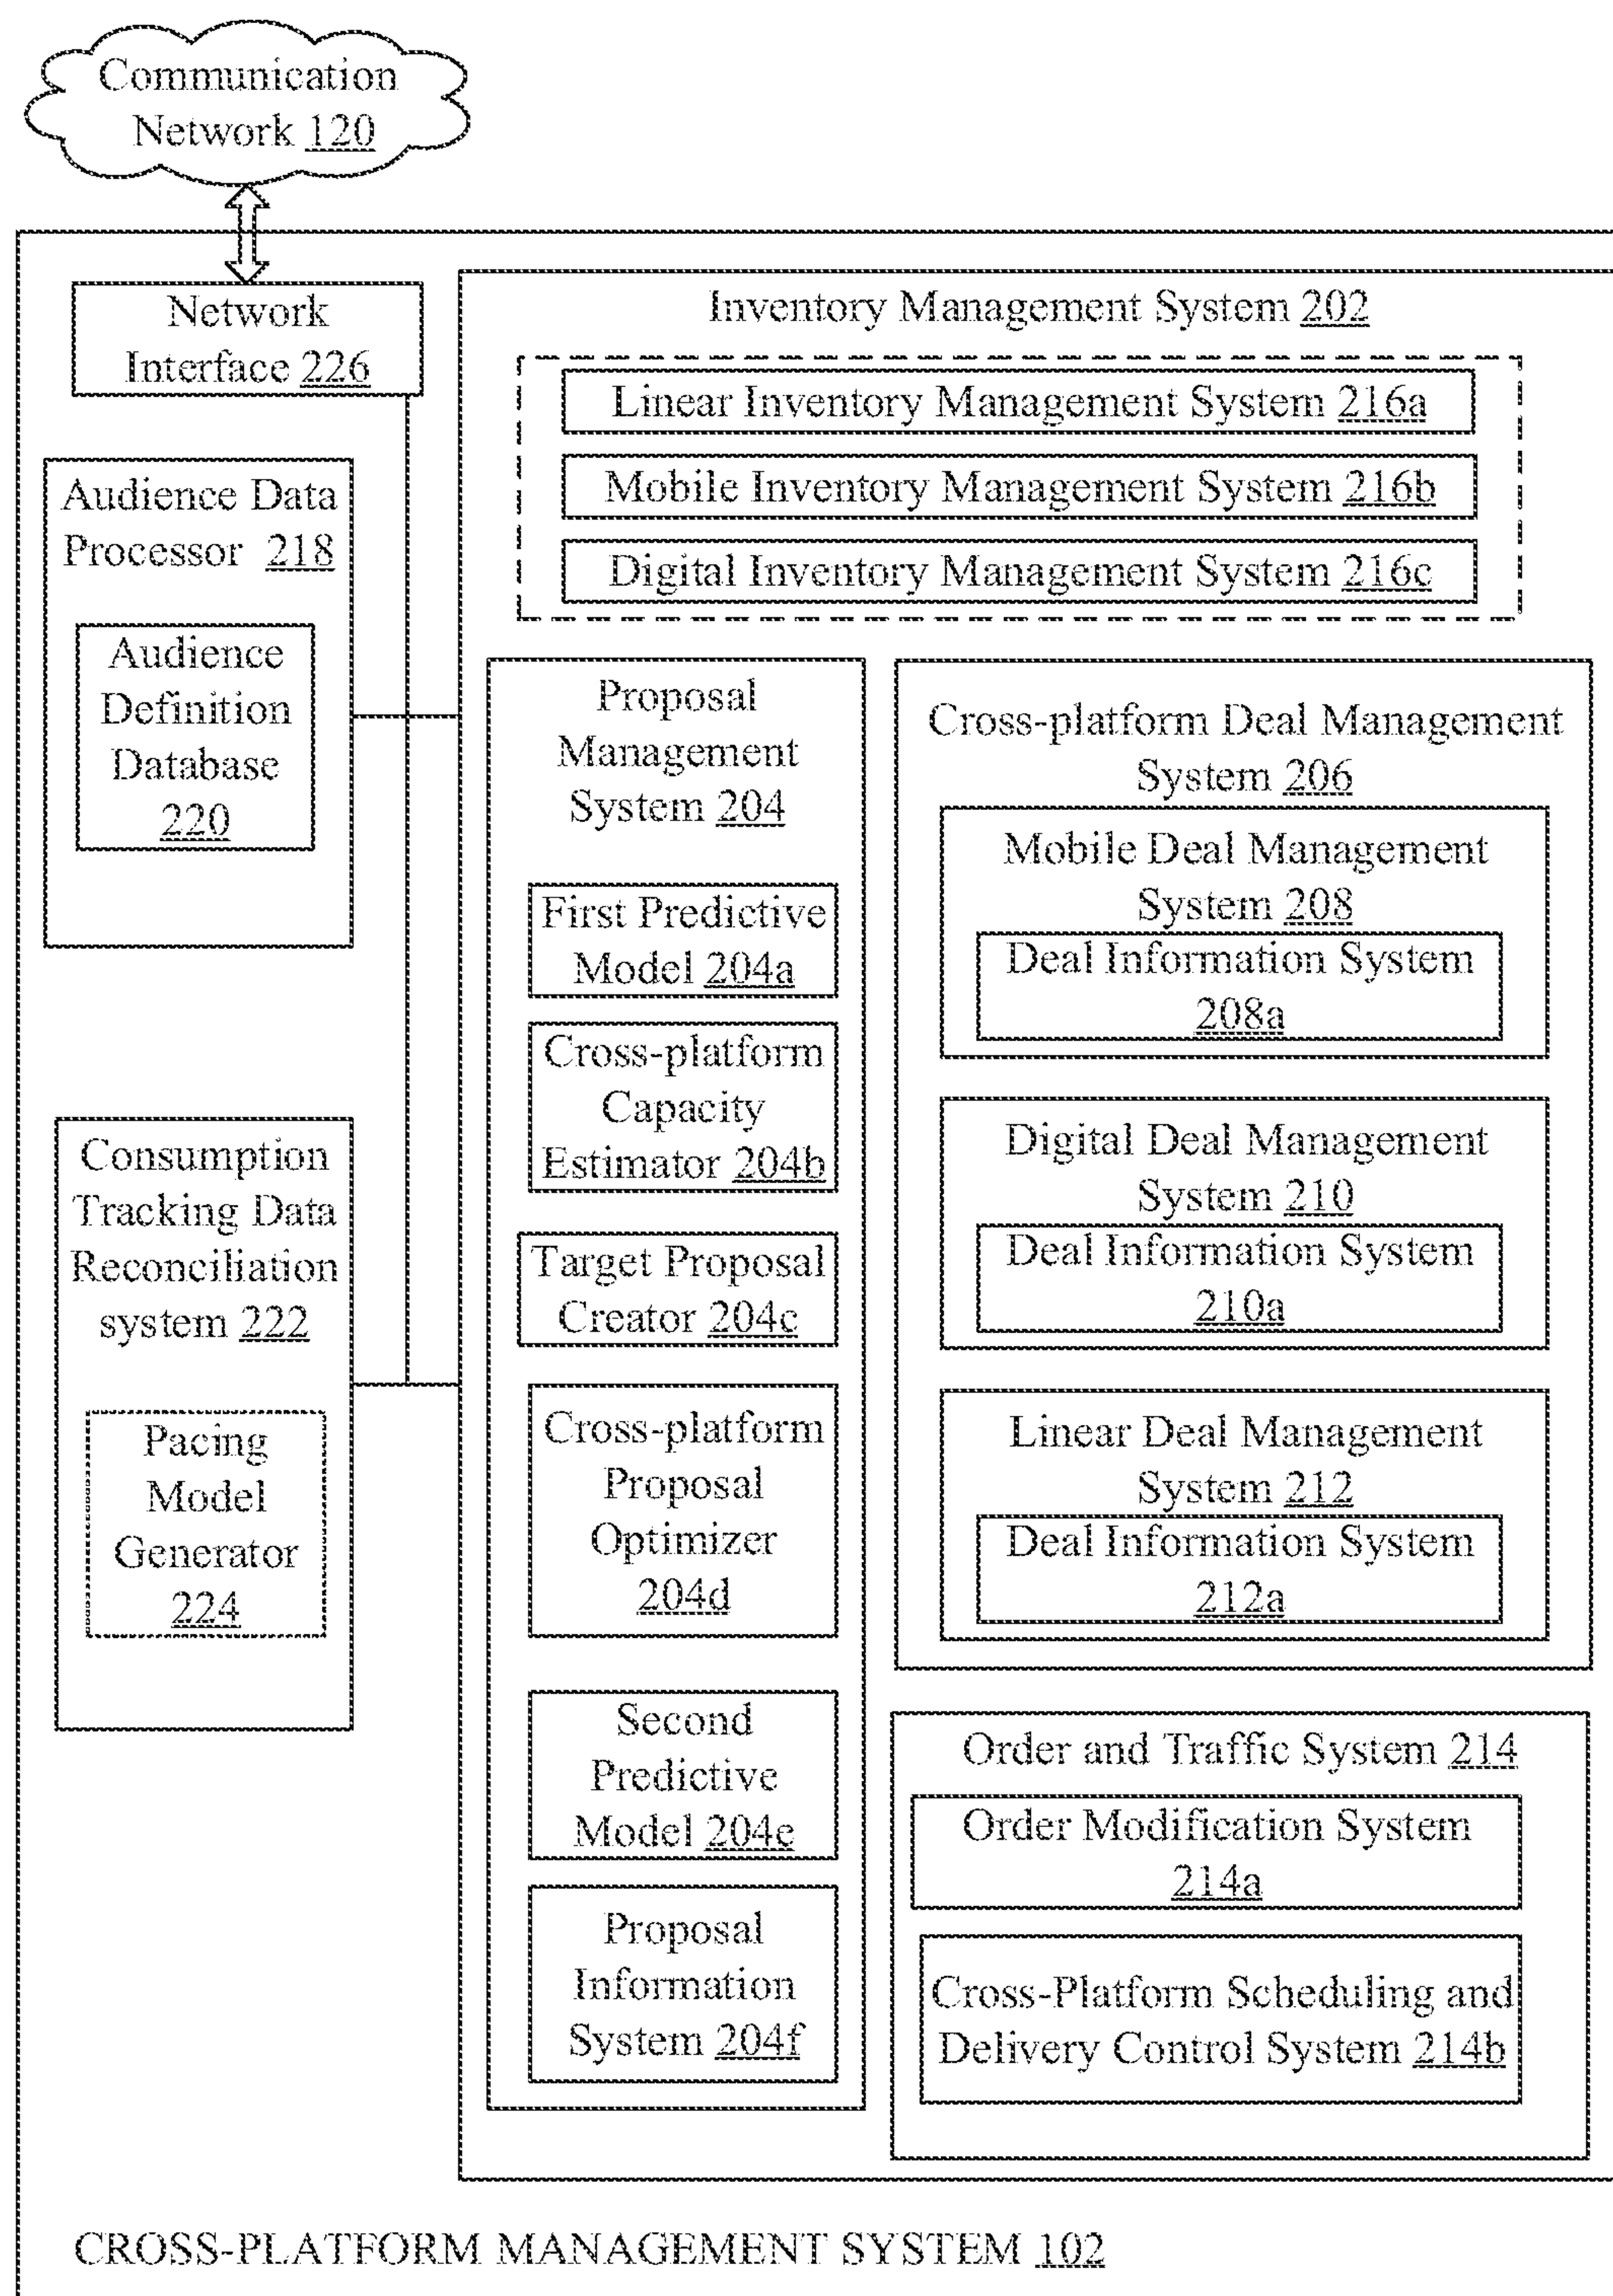 Communication
Network 120
Network
Interface 226
Audience Data
Processor 218
Audience
Definition
Database
220
Consumption
Tracking Data
Reconciliation
system 222
Pacing
Model
Generator
224
Inventory Management System 202
Linear Inventory Management System 216a
Mobile Inventory Management System 216b
Digital Inventory Management System 216c
Proposal
Management
System 204
First Predictive
Model 204a
Cross-platform
Capacity
Estimator 204b
Target Proposal
Creator 204c
Cross-platform
Proposal
Optimizer
204d
Second
Predictive
Model 204e
Proposal
Information
System 204f
Cross-platform Deal Management
System 206
Mobile Deal Management
System 208
Deal Information System
208a
Digital Deal Management
System 210
Deal Information System
210a
Linear Deal Management
System 212
Deal Information System
212a
Order and Traffic System 214
Order Modification System
214a
Cross-Platform Scheduling and
Delivery Control System 214b
CROSS-PLATFORM MANAGEMENT SYSTEM 102